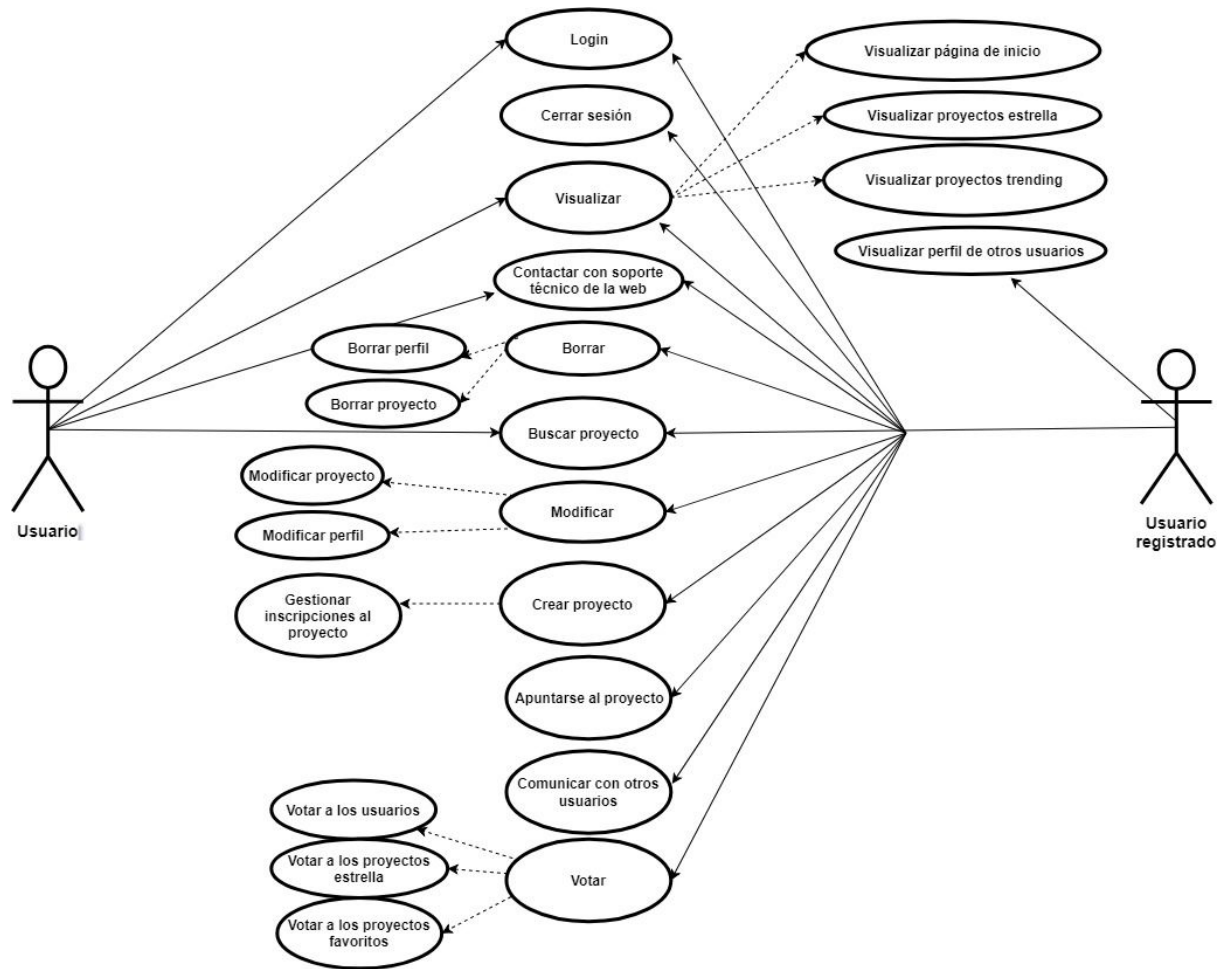 Login
Visualizar página de inicio
Cerrar sesión
Visualizar proyectos estrella
Visualizar
Visualizar proyectos trending
Visualizar perfil de otros usuarios
Contactar con soporte
técnico de la web
Borrar perfil
Borrar
Borrar proyecto
Buscar proyecto
Modificar proyecto
Modificar
Modificar perfil
Usuario
Usuario
registrado
Gestionar
inscripciones al
proyecto
Crear proyecto
Apuntarse al proyecto
Comunicar con otros
usuarios
Votar a los usuarios
Votar a los proyectos
estrella
Votar
Votar a los proyectos
favoritos